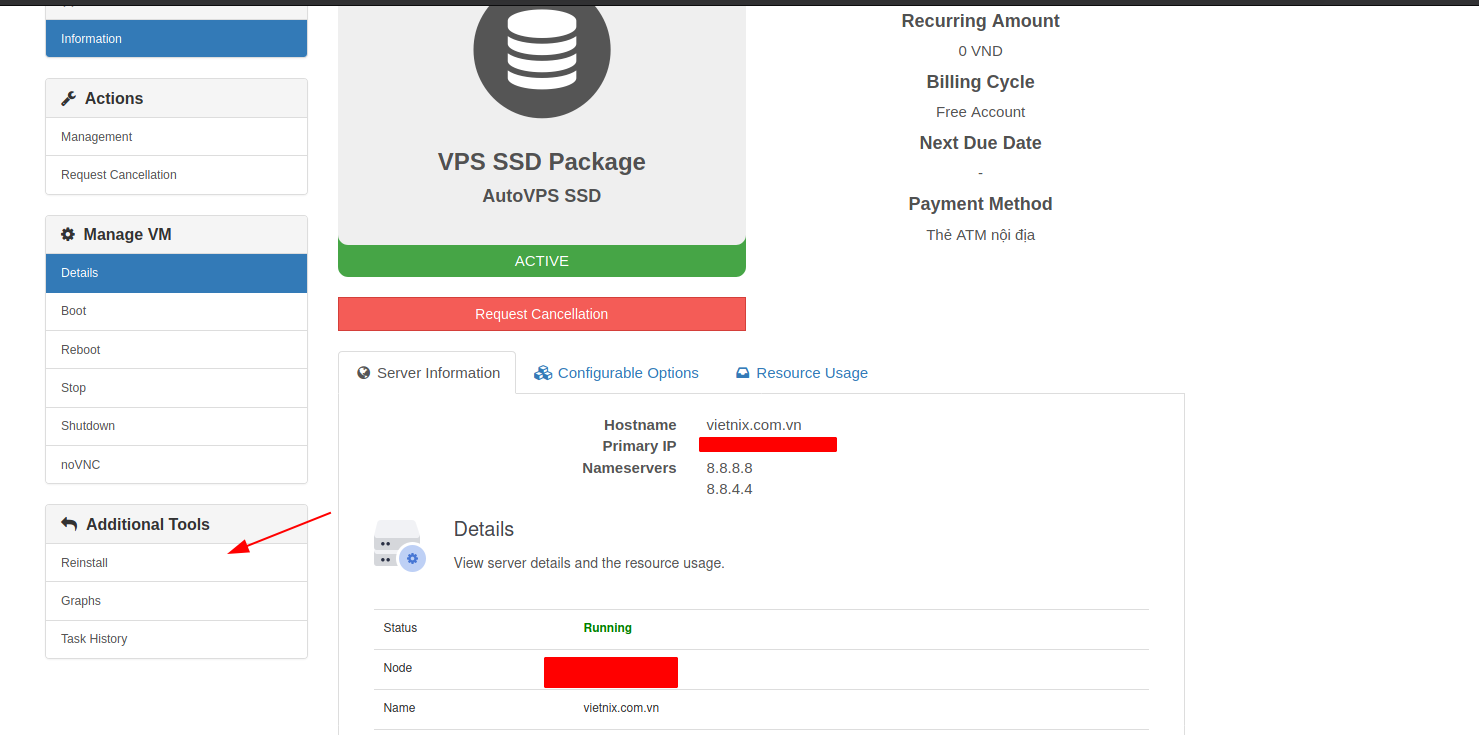 Information
Actions
Management
Request Cancellation
Manage VM
Details
Boot
Reboot
Stop
Shutdown
noVNC
Additional Tools
Reinstall
Graphs
Task History
VPS SSD Package
AutoVPS SSD
ACTIVE
Request Cancellation
Recurring Amount
0 VND
Billing Cycle
Free Account
Next Due Date
-
Payment Method
Thẻ ATM nội địa
Server Information Configurable Options Resource Usage
Hostname vietnix.com.vn
Primary IP
Nameservers 8.8.8.8
8.8.4.4
Details
View server details and the resource usage.
Status Running
Node
Name vietnix.com.vn